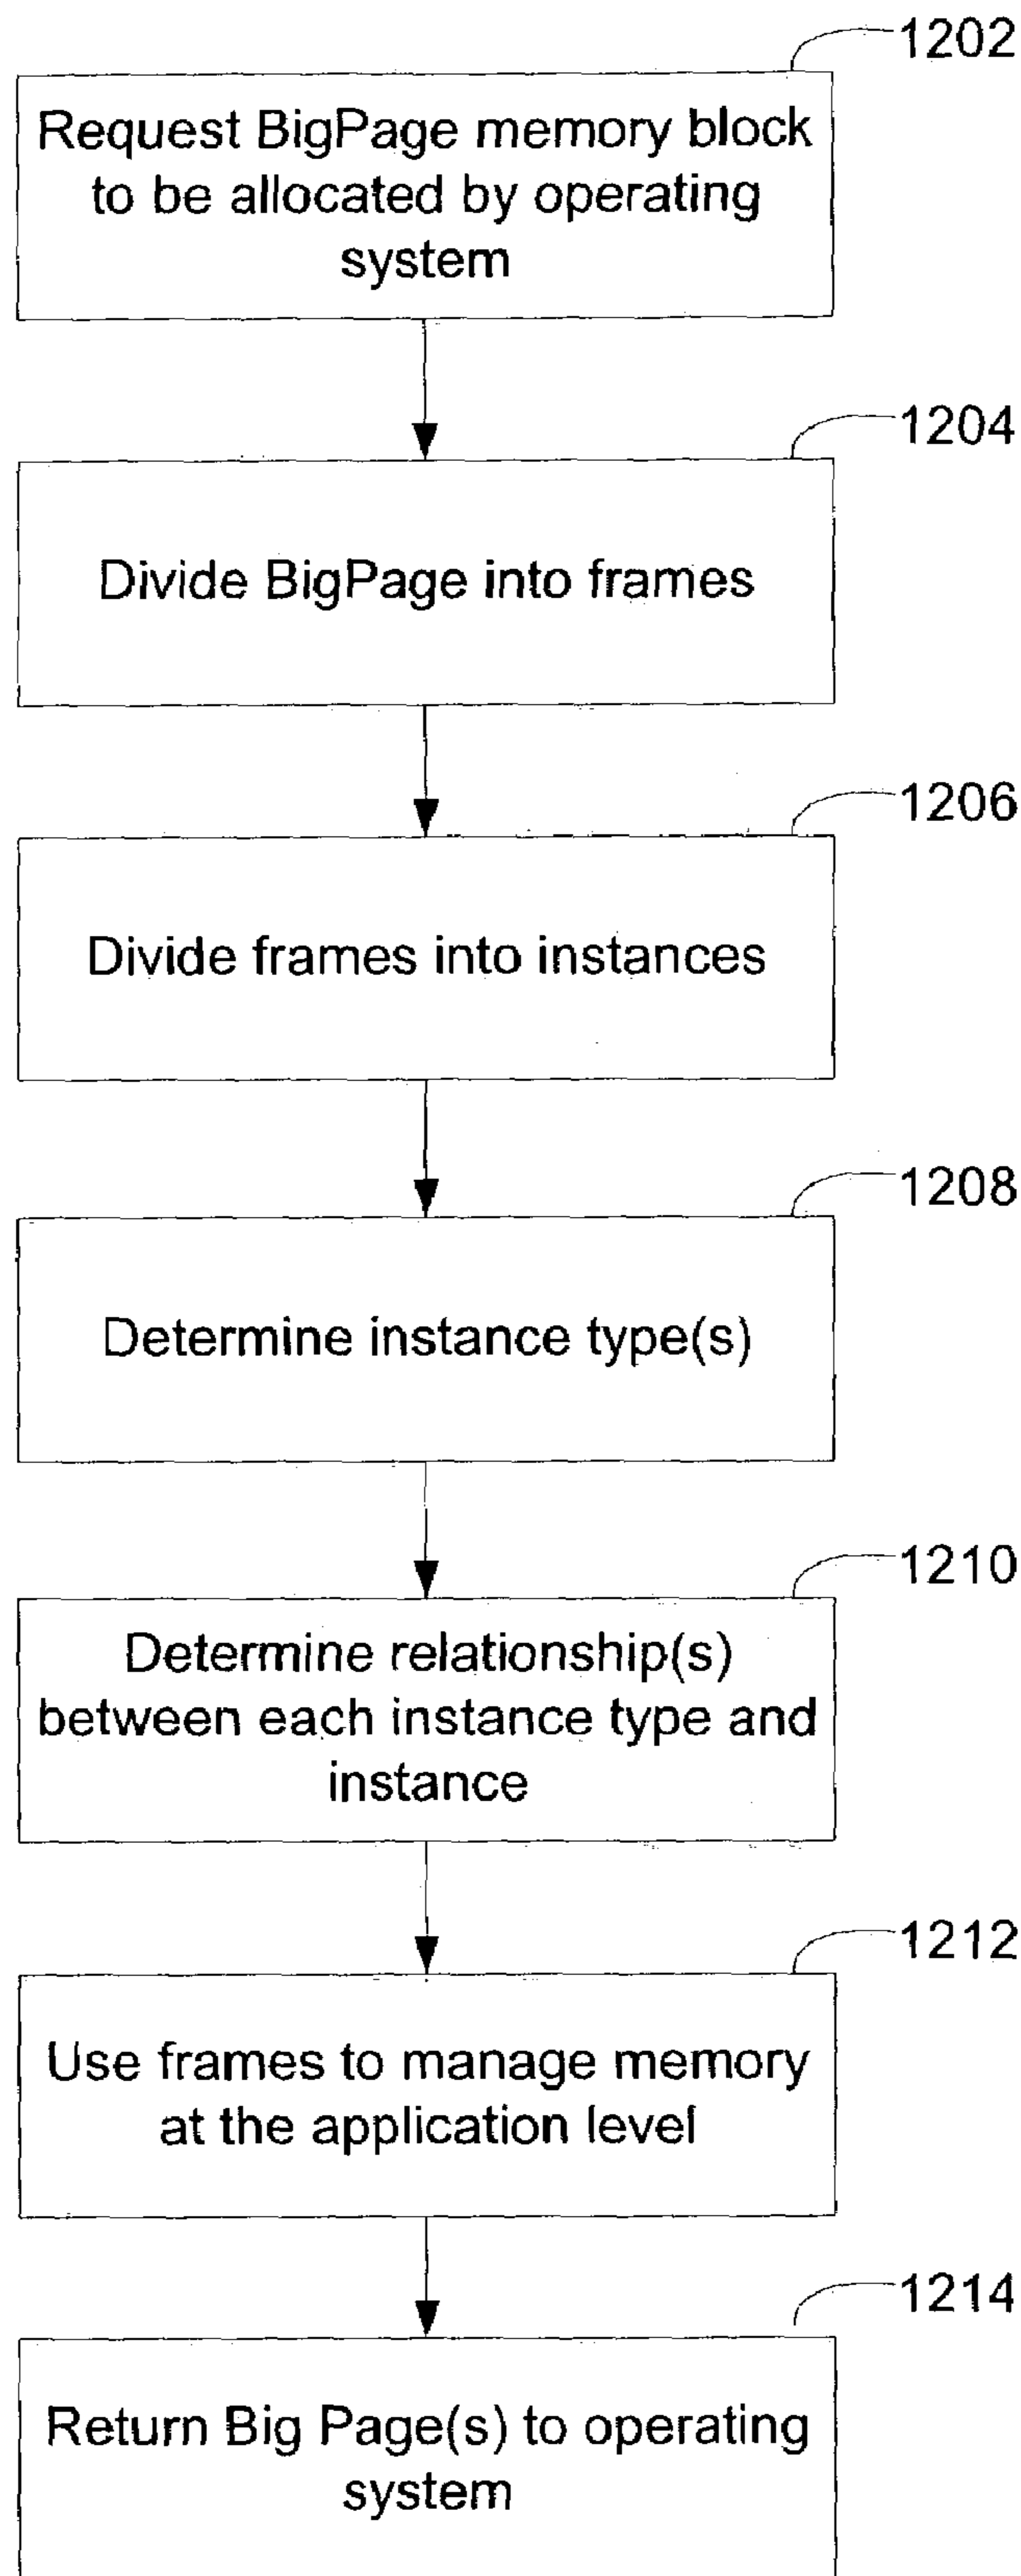 1202
Request BigPage memory block
to be allocated by operating
system
1204
Divide BigPage into frames
1206
Divide frames into instances
1208
Determine instance type(s)
1210
Determine relationship(s)
between each instance type and
instance
1212
Use frames to manage memory
at the application level
1214
Return Big Page(s) to operating
system